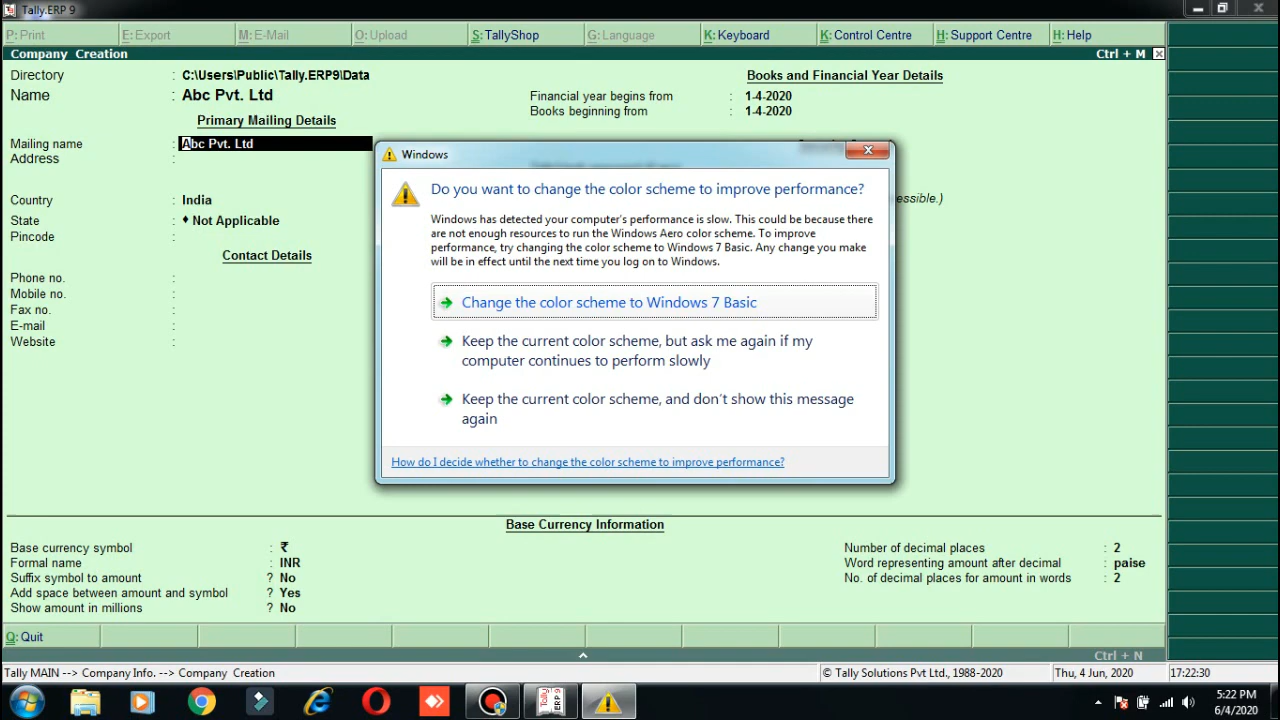 Tally.ERP 9
P: Print E: Export M: E-Mail O: Upload S: TallyShop G: Language K: Keyboard K: Control Centre H: Support Centre H: Help
Company Creation Ctrl + M
Directory : C:\Users\Public\Tally.ERP9\Data
Name : Abc Pvt. Ltd
Primary Mailing Details
Mailing name : Abc Pvt. Ltd
Address :
Country : India
State : ♦ Not Applicable
Pincode :
Contact Details
Phone no. :
Mobile no. :
Fax no. :
E-mail :
Website :
Books and Financial Year Details
Financial year begins from : 1-4-2020
Books beginning from : 1-4-2020
essible.)
Windows
Do you want to change the color scheme to improve performance?
Windows has detected your computer's performance is slow. This could be because there
are not enough resources to run the Windows Aero color scheme. To improve
performance, try changing the color scheme to Windows 7 Basic. Any change you make
will be in effect until the next time you log on to Windows.
Change the color scheme to Windows 7 Basic
Keep the current color scheme, but ask me again if my
computer continues to perform slowly
Keep the current color scheme, and don't show this message
again
How do I decide whether to change the color scheme to improve performance?
Base Currency Information
Base currency symbol : ₹
Formal name : INR
Suffix symbol to amount ? No
Add space between amount and symbol ? Yes
Show amount in millions ? No
Number of decimal places : 2
Word representing amount after decimal : paise
No. of decimal places for amount in words : 2
Q: Quit
Ctrl + N
Tally MAIN --> Company Info. --> Company Creation © Tally Solutions Pvt Ltd., 1988-2020 Thu, 4 Jun, 2020 17:22:30
Tally ERP 9
5:22 PM
6/4/2020